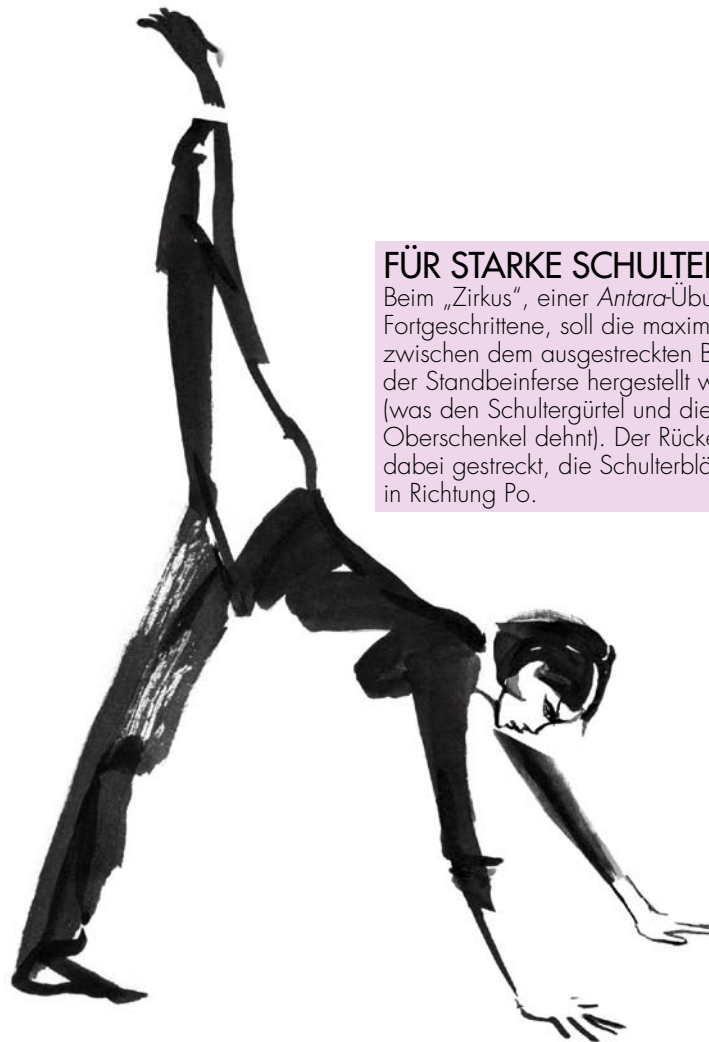 FÜR STARKE
Beim „Zirkus“, einer Antara-
Fortgeschrittene, soll die
zwischen dem ausgestreckten
der Standbeinferse hergestellt
(was den Schultergürtel und die
Oberschenkel dehnt). Der
dabei gestreckt, die
in Richtung Po.